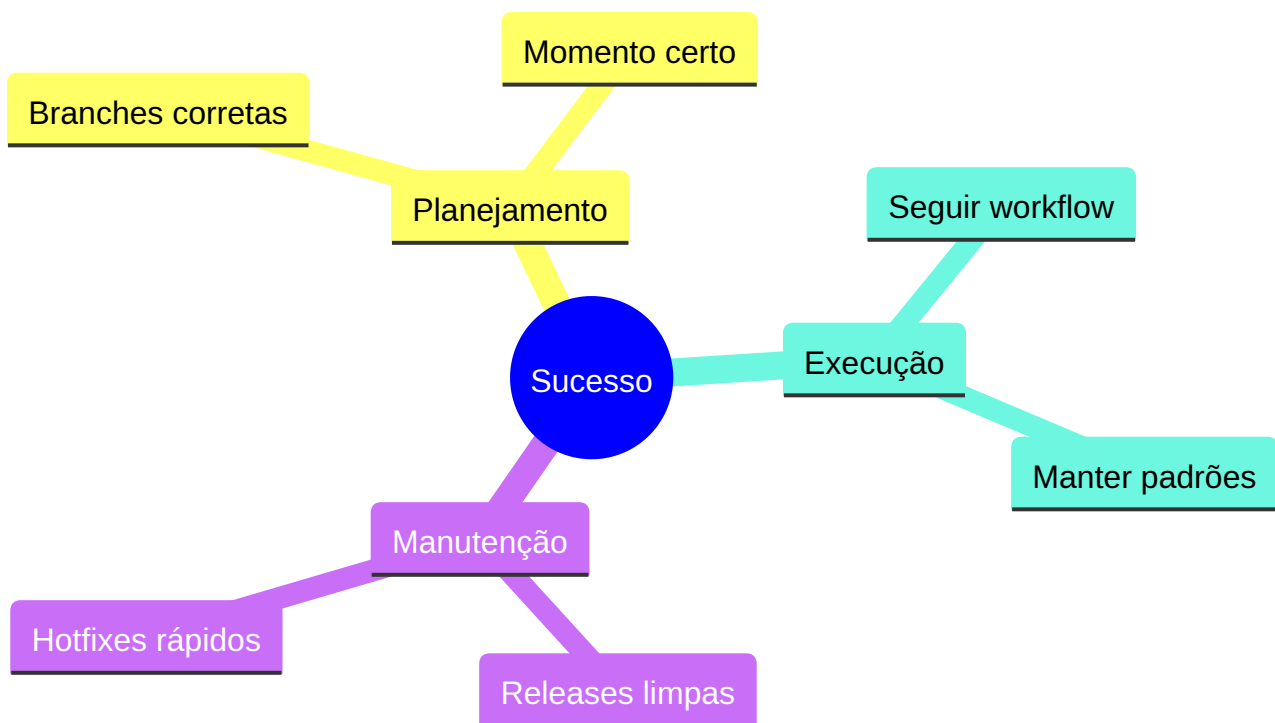 Momento certo
Branches corretas
Planejamento
Seguir workflow
Execução
Sucesso
Manter padrões
Manutenção
Hotfixes rápidos
Releases limpas